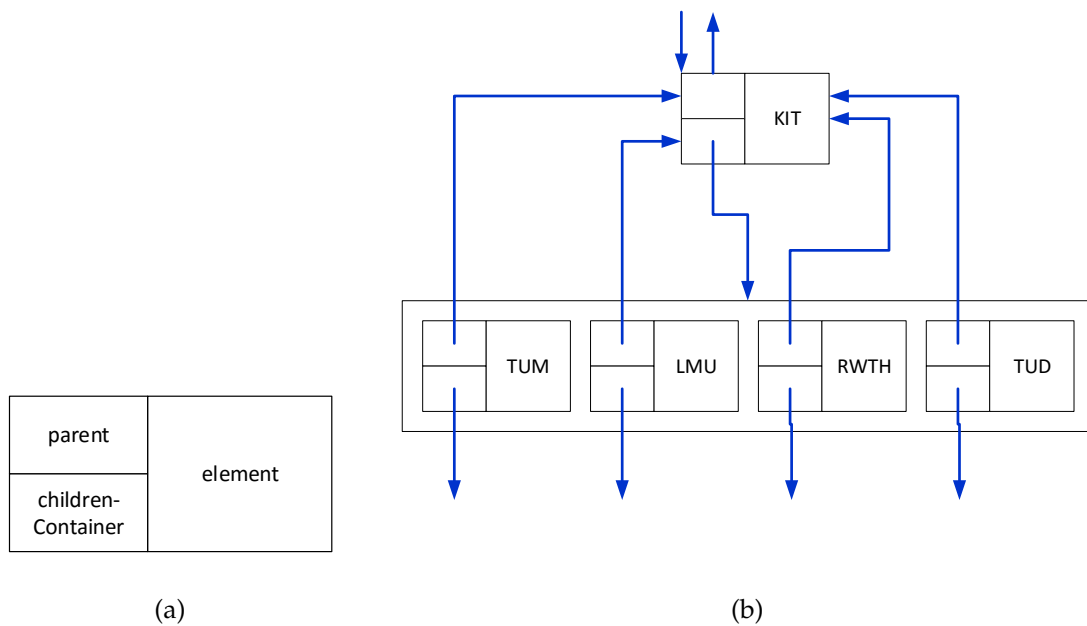 KIT
TUM
LMU
RWTH
TUD
parent
element
children-
Container
(a)
(b)